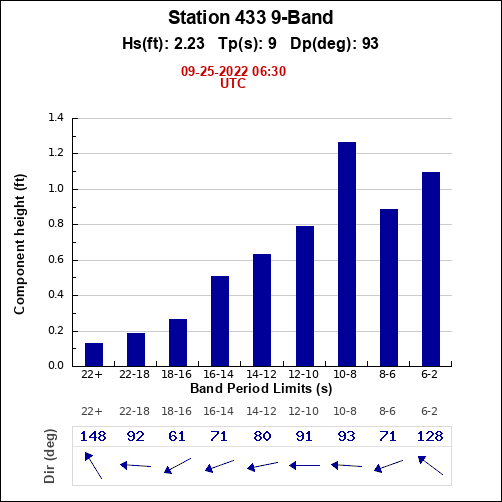 Station 433 9-Band
Hs(ft): 2.23 Tp(s): 9 Dp(deg): 93
09-25-2022 06:30
UTC
Component height (ft)
1.4
1.2
1.0
0.8
0.6
0.4
0.2
0.0
22+ 22-18 18-16 16-14 14-12 12-10 10-8 8-6 6-2
Band Period Limits (s)
22+ 22-18 18-16 16-14 14-12 12-10 10-8 8-6 6-2
Dir (deg)
148 92 61 71 80 91 93 71 128